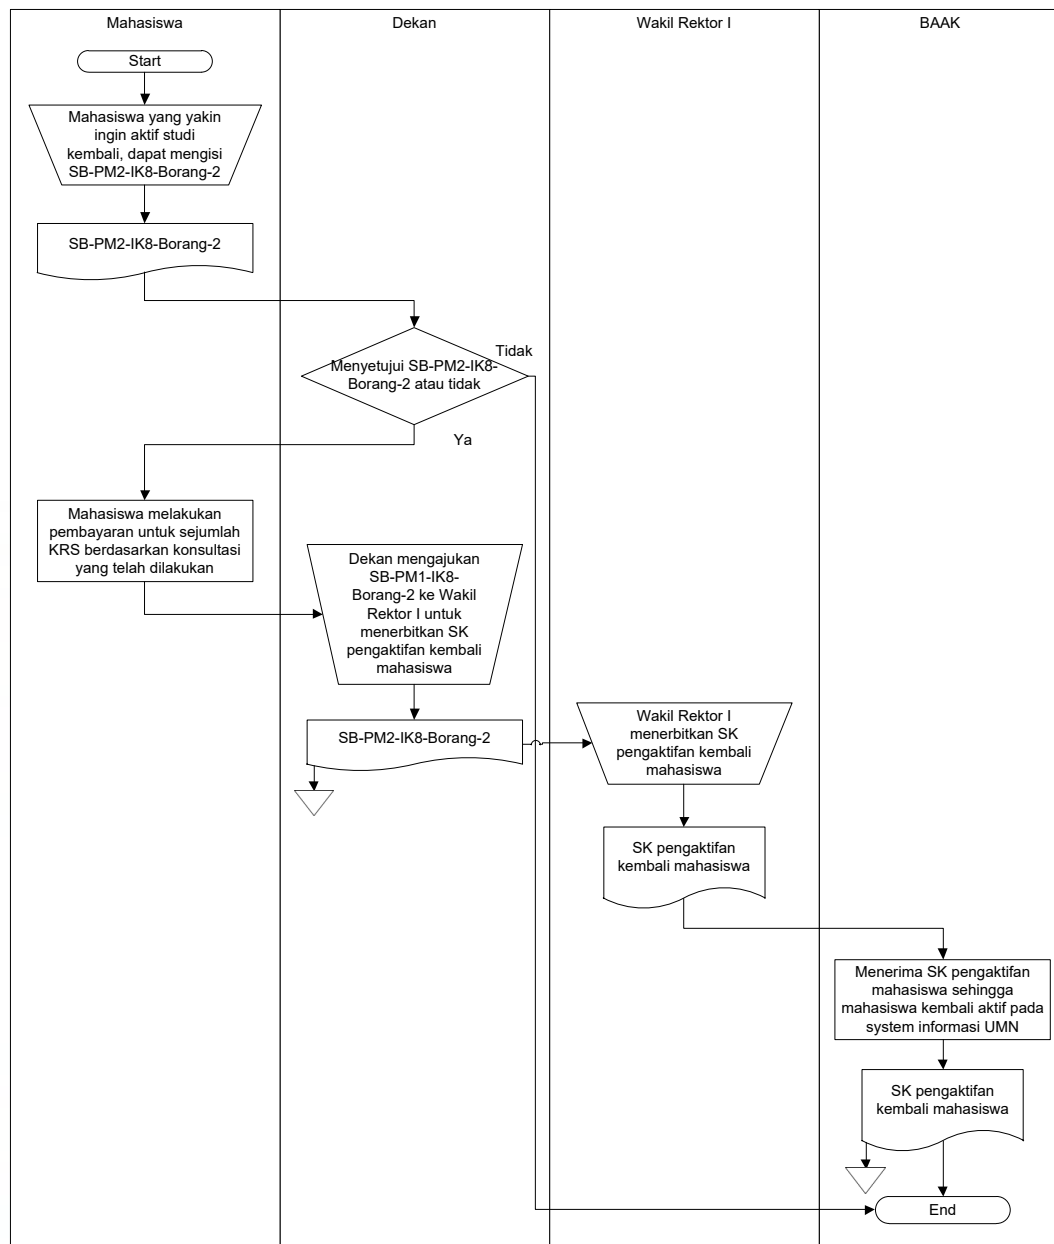 Mahasiswa
Dekan
Wakil Rektor I
BAAK
Start
Mahasiswa yang yakin
ingin aktif studi
kembali, dapat mengisi
SB-PM2-IK8-Borang-2
SB-PM2-IK8-Borang-2
Tidak
Menyetujui SB-PM2-IK8-
Borang-2 atau tidak
Ya
Mahasiswa melakukan
pembayaran untuk sejumlah
KRS berdasarkan konsultasi
yang telah dilakukan
Dekan mengajukan
SB-PM1-IK8-
Borang-2 ke Wakil
Rektor I untuk
menerbitkan SK
pengaktifan kembali
mahasiswa
SB-PM2-IK8-Borang-2
Wakil Rektor I
menerbitkan SK
pengaktifan kembali
mahasiswa
SK pengaktifan
kembali mahasiswa
Menerima SK pengaktifan
mahasiswa sehingga
mahasiswa kembali aktif pada
system informasi UMN
SK pengaktifan
kembali mahasiswa
End